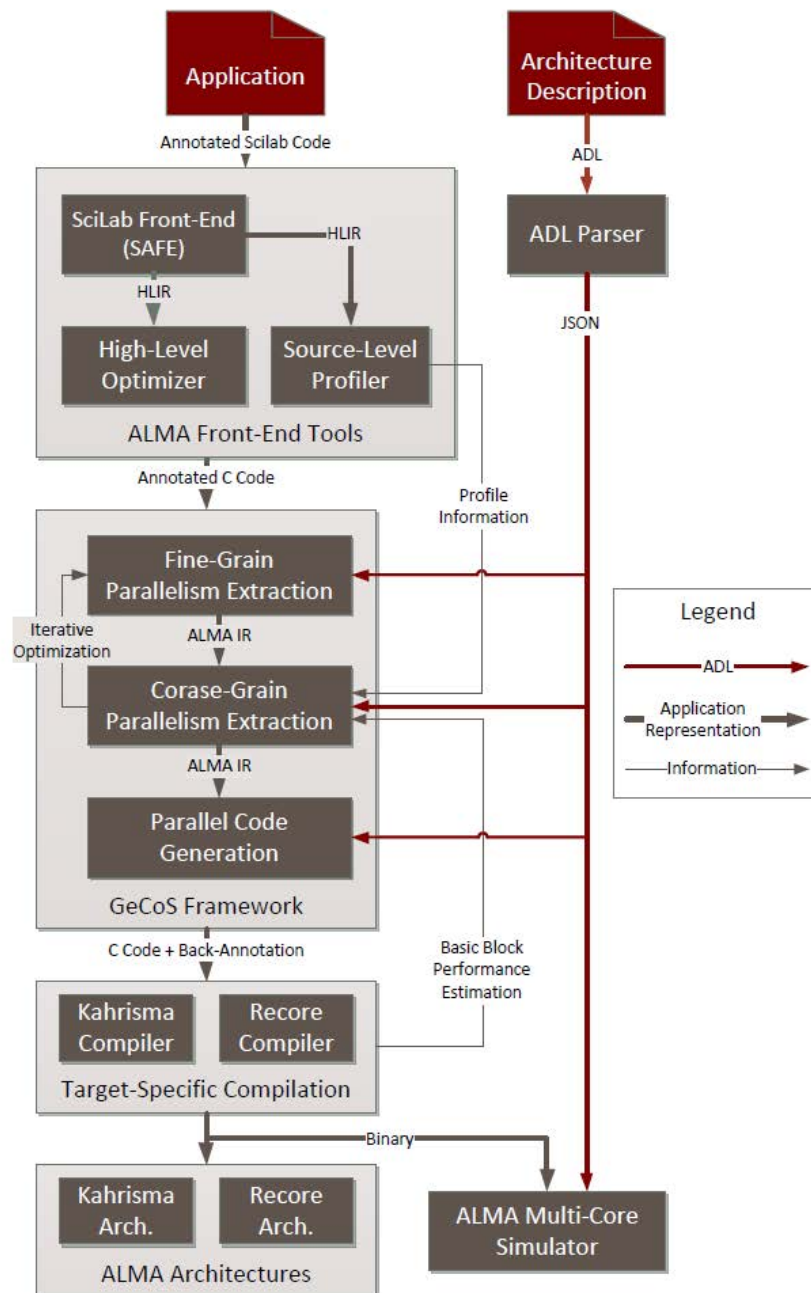 Application
Architecture
Description
Annotated Scilab Code
ADL
SciLab Front-End
(SAFE)
HLIR
ADL Parser
HLIR
JSON
High-Level
Optimizer
Source-Level
Profiler
ALMA Front-End Tools
Annotated C Code
Profile
Information
Fine-Grain
Parallelism Extraction
Iterative
Optimization
ALMA IR
Corase-Grain
Parallelism Extraction
ALMA IR
Parallel Code
Generation
GeCoS Framework
Legend
ADL
Application
Representation
Information
C Code + Back-Annotation
Basic Block
Performance
Estimation
Kahrisma
Compiler
Recore
Compiler
Target-Specific Compilation
Binary
Kahrisma
Arch.
Recore
Arch.
ALMA Architectures
ALMA Multi-Core
Simulator